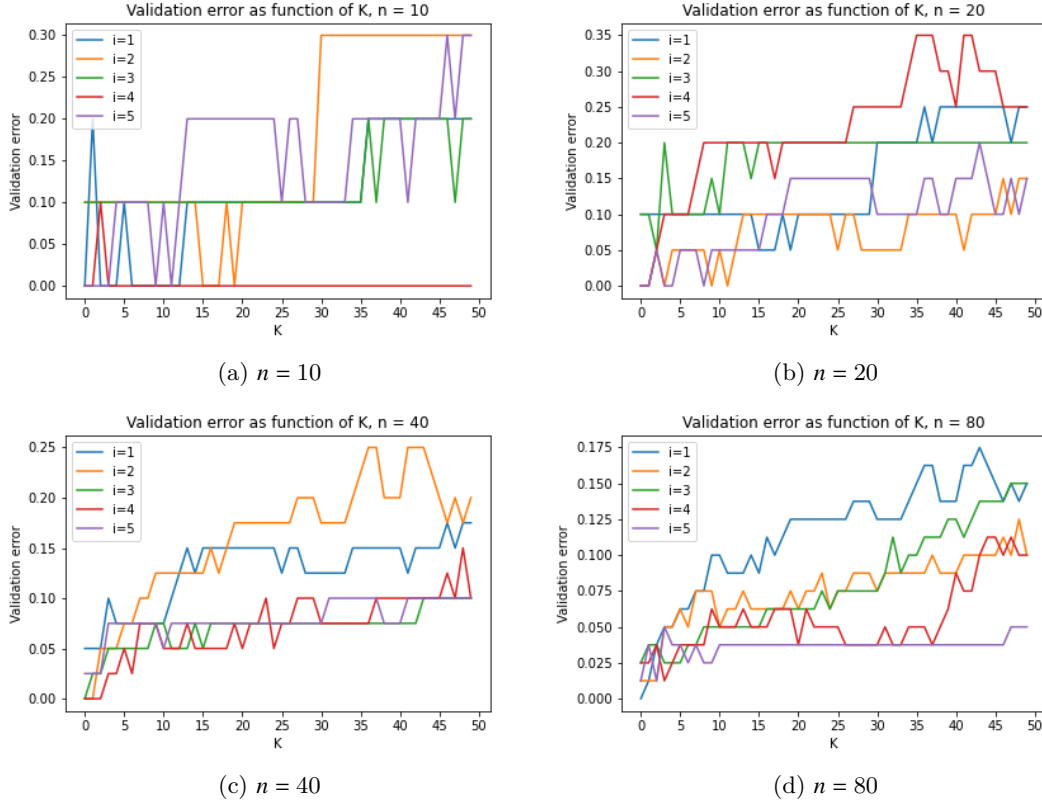 Validation error as function of K, n = 10
i=1
i=2
i=3
i=4
i=5
0.30
0.25
0.20
0.15
0.10
0.05
0.00
Validation error
0 5 10 15 20 25 30 35 40 45 50
K
(a) n = 10
Validation error as function of K, n = 20
i=1
i=2
i=3
i=4
i=5
0.35
0.30
0.25
0.20
0.15
0.10
0.05
0.00
Validation error
0 5 10 15 20 25 30 35 40 45 50
K
(b) n = 20
Validation error as function of K, n = 40
i=1
i=2
i=3
i=4
i=5
0.25
0.20
0.15
0.10
0.05
0.00
Validation error
0 5 10 15 20 25 30 35 40 45 50
K
(c) n = 40
Validation error as function of K, n = 80
i=1
i=2
i=3
i=4
i=5
0.175
0.150
0.125
0.100
0.075
0.050
0.025
0.000
Validation error
0 5 10 15 20 25 30 35 40 45 50
K
(d) n = 80